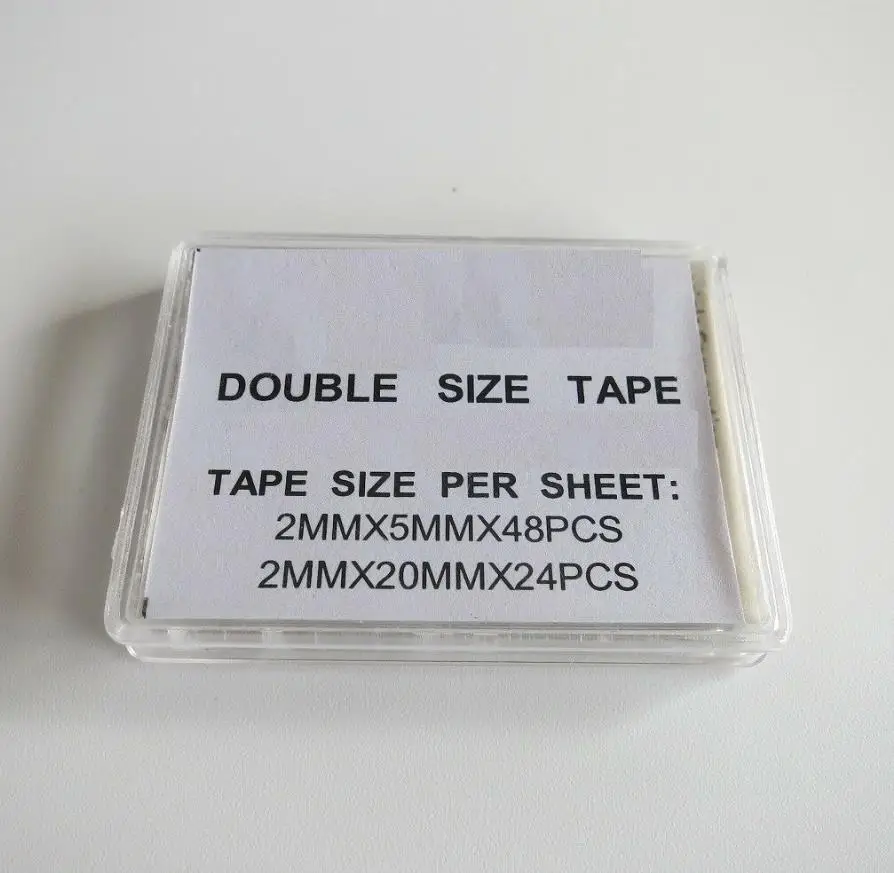 DOUBLE SIZE TAPE
TAPE SIZE PER SHEET:
2MMX5MMX48PCS
2MMX20MMX24PCS